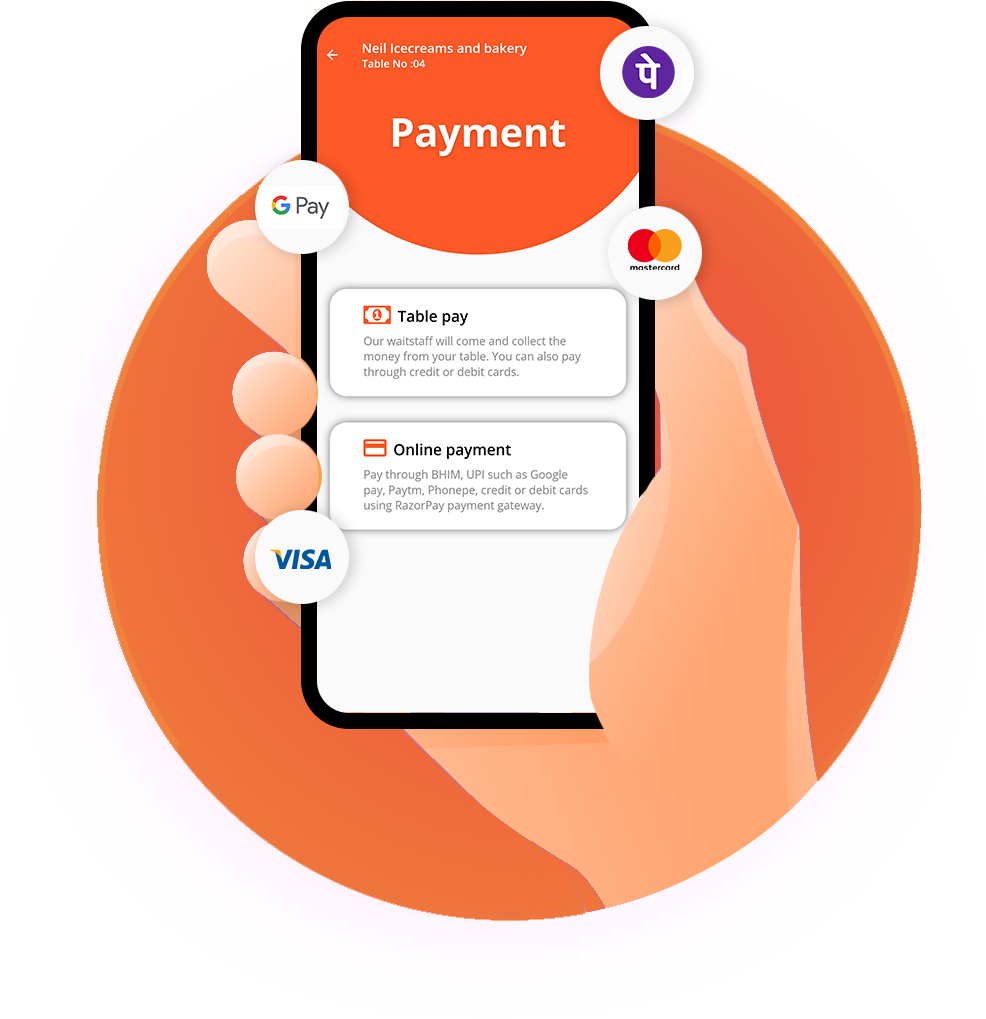 Neil Icecreams and bakery
Table No :04
पे
Payment
G Pay
mastercard
Table pay
Our waitstaff will come and collect the
money from your table. You can also pay
through credit or debit cards.
Online payment
Pay through BHIM, UPI such as Google
pay, Paytm, Phonepe, credit or debit cards
using RazorPay payment gateway.
VISA